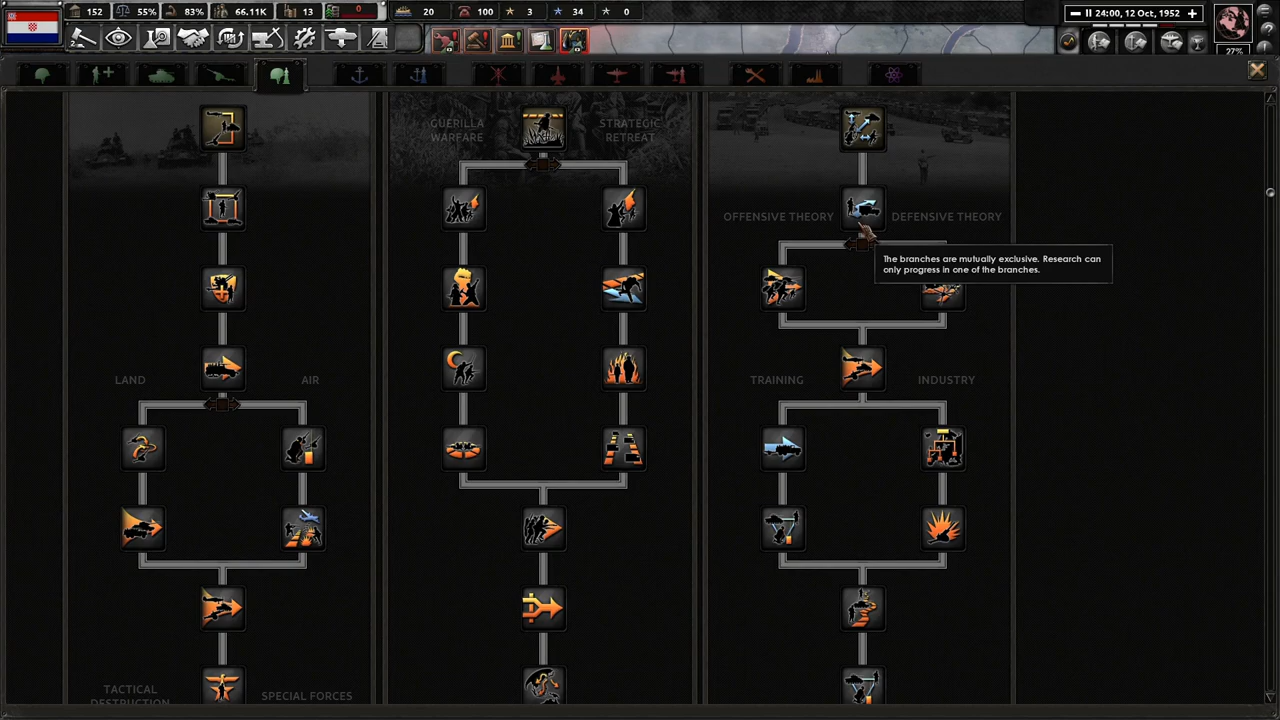 152 55% 83% 66.11K 13 0 20 100 3 34 0
24:00, 12 Oct, 1952
27%
2
GUERILLA WARFARE
STRATEGIC RETREAT
OFFENSIVE THEORY
DEFENSIVE THEORY
The branches are mutually exclusive. Research can
only progress in one of the branches.
LAND
AIR
TRAINING
INDUSTRY
TACTICAL
DESTRUCTION
SPECIAL FORCES